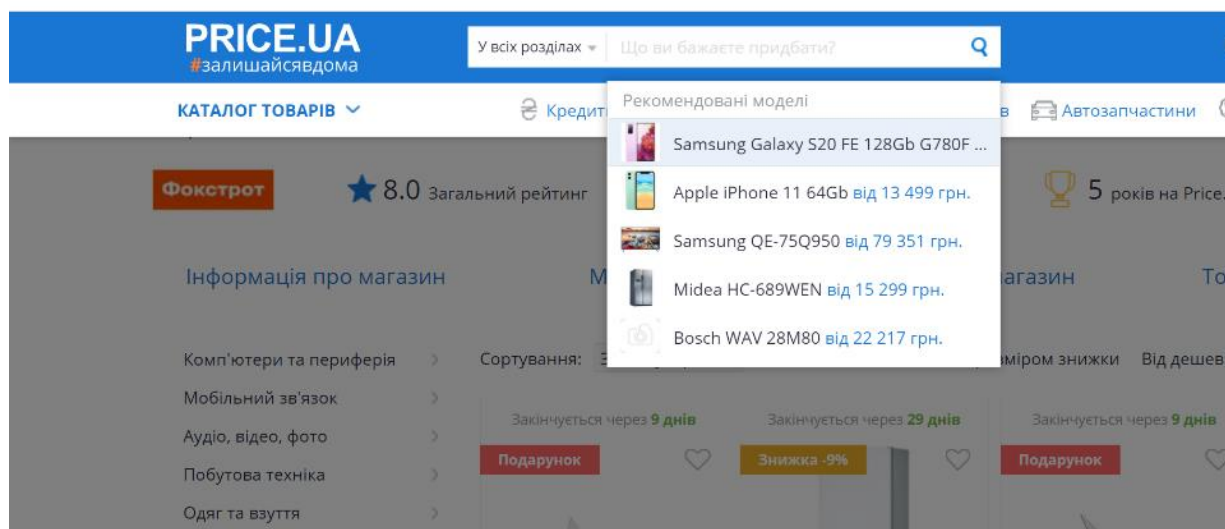 PRICE.UA
#залишайсявдома
У всіх розділах
Що ви бажаєте придбати?
КАТАЛОГ ТОВАРІВ
Автозапчастини
Рекомендовані моделі
Samsung Galaxy S20 FE 128Gb G780F ...
Apple iPhone 11 64Gb від 13 499 грн.
Samsung QE-75Q950 від 79 351 грн.
Midea HC-689WEN від 15 299 грн.
Bosch WAV 28M80 від 22 217 грн.
Фокстрот
8.0 Загальний рейтинг
5 років на Price.
Інформація про магазин
Комп'ютери та периферія
Сортування:
Від дешев
Мобільний зв'язок
Аудіо, відео, фото
Побутова техніка
Одяг та взуття
Закінчується через 9 днів
Закінчується через 29 днів
Закінчується через 9 днів
Подарунок
Знижка -9%
Подарунок